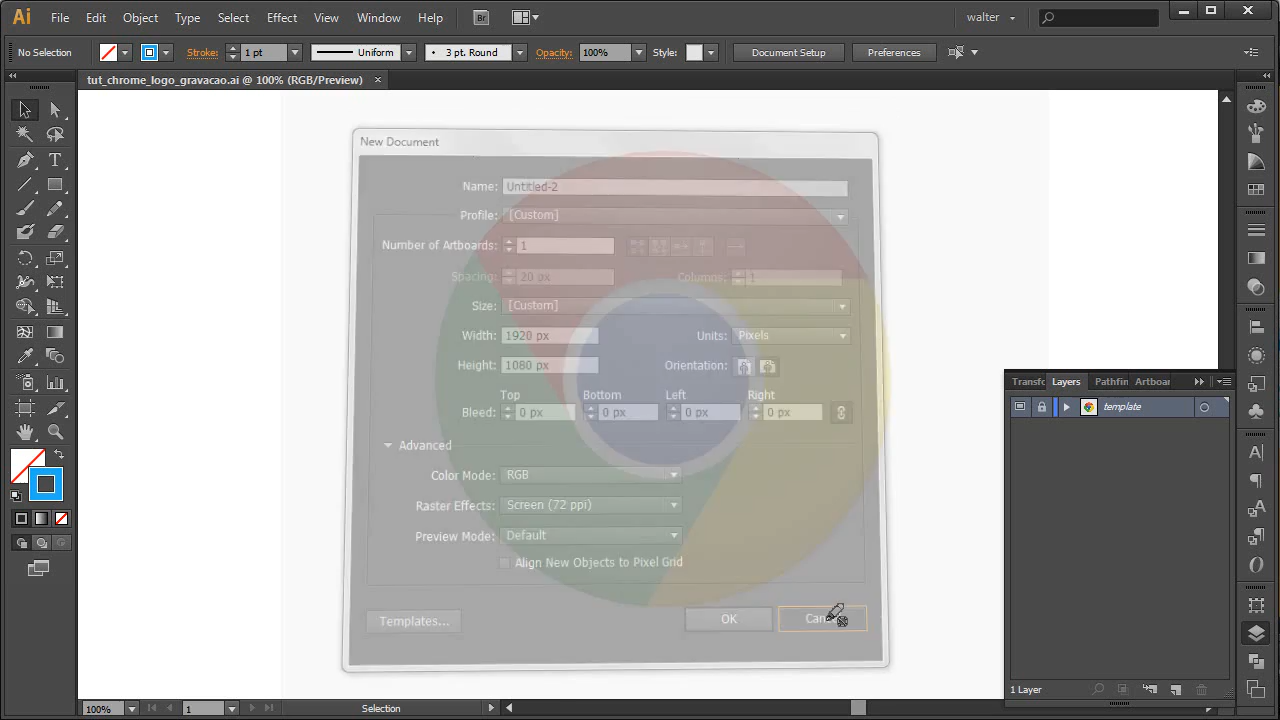 Ai File Edit Object Type Select Effect View Window Help Br walter
No Selection Stroke: 1 pt Uniform 3 pt. Round Opacity: 100% Style: Document Setup Preferences
tut_chrome_logo_gravacao.ai @ 100% (RGB/Preview)
New Document
Name: Untitled-2
Profile: [Custom]
Number of Artboards: 1
Spacing: 20 px Columns: 1
Size: [Custom]
Width: 1920 px Units: Pixels
Height: 1080 px Orientation:
Top Bottom Left Right
Bleed: 0 px 0 px 0 px 0 px
Advanced
Color Mode: RGB
Raster Effects: Screen (72 ppi)
Preview Mode: Default
Align New Objects to Pixel Grid
Templates... OK
Transfo Layers Pathfin Artboar
template
1 Layer
100% 1 Selection